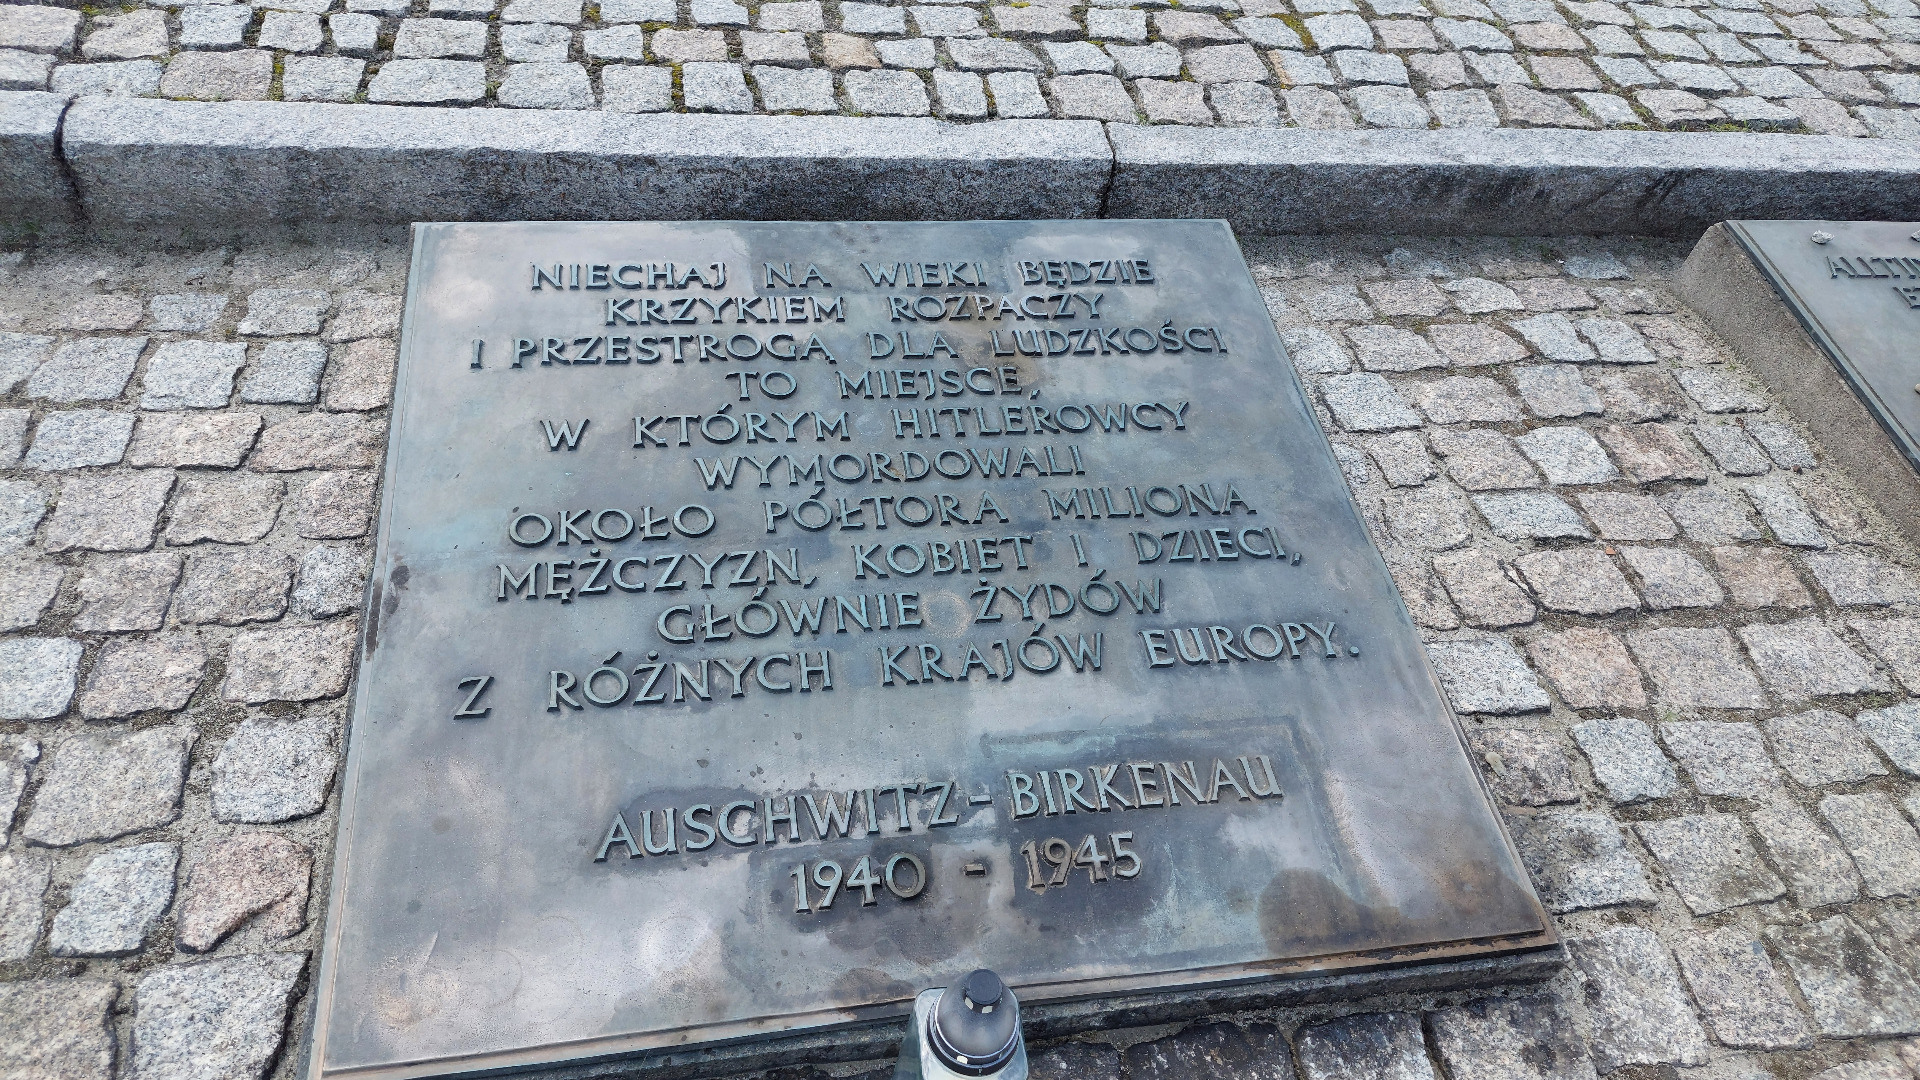 NIECHAJ NA WIEKI BĘDZIE
KRZYKIEM ROZPACZY
I PRZESTROGĄ DLA LUDZKOŚCI
TO MIEJSCE,
W KTÓRYM HITLEROWCY
WYMORDOWALI
OKOŁO PÓŁTORA MILIONA
MĘŻCZYZN, KOBIET I DZIECI,
GŁÓWNIE ŻYDÓW
Z RÓŻNYCH KRAJÓW EUROPY.
AUSCHWITZ - BIRKENAU
1940 - 1945